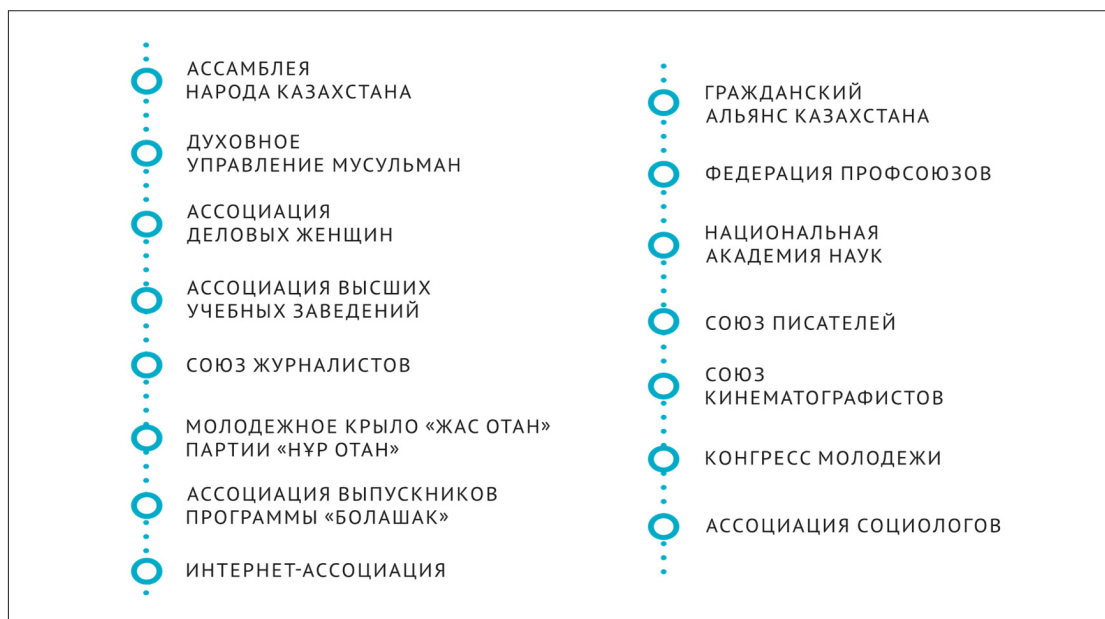 АССАМБЛЕЯ
НАРОДА КАЗАХСТАНА
ДУХОВНОЕ
УПРАВЛЕНИЕ МУСУЛЬМАН
АССОЦИАЦИЯ
ДЕЛОВЫХ ЖЕНЩИН
АССОЦИАЦИЯ ВЫСШИХ
УЧЕБНЫХ ЗАВЕДЕНИЙ
СОЮЗ ЖУРНАЛИСТОВ
МОЛОДЕЖНОЕ КРЫЛО «ЖАС ОТАН»
ПАРТИИ «НҰР ОТАН»
АССОЦИАЦИЯ ВЫПУСКНИКОВ
ПРОГРАММЫ «БОЛАШАК»
ИНТЕРНЕТ-АССОЦИАЦИЯ
ГРАЖДАНСКИЙ
АЛЬЯНС КАЗАХСТАНА
ФЕДЕРАЦИЯ ПРОФСОЮЗОВ
НАЦИОНАЛЬНАЯ
АКАДЕМИЯ НАУК
СОЮЗ ПИСАТЕЛЕЙ
СОЮЗ
КИНЕМАТОГРАФИСТОВ
КОНГРЕСС МОЛОДЕЖИ
АССОЦИАЦИЯ СОЦИОЛОГОВ